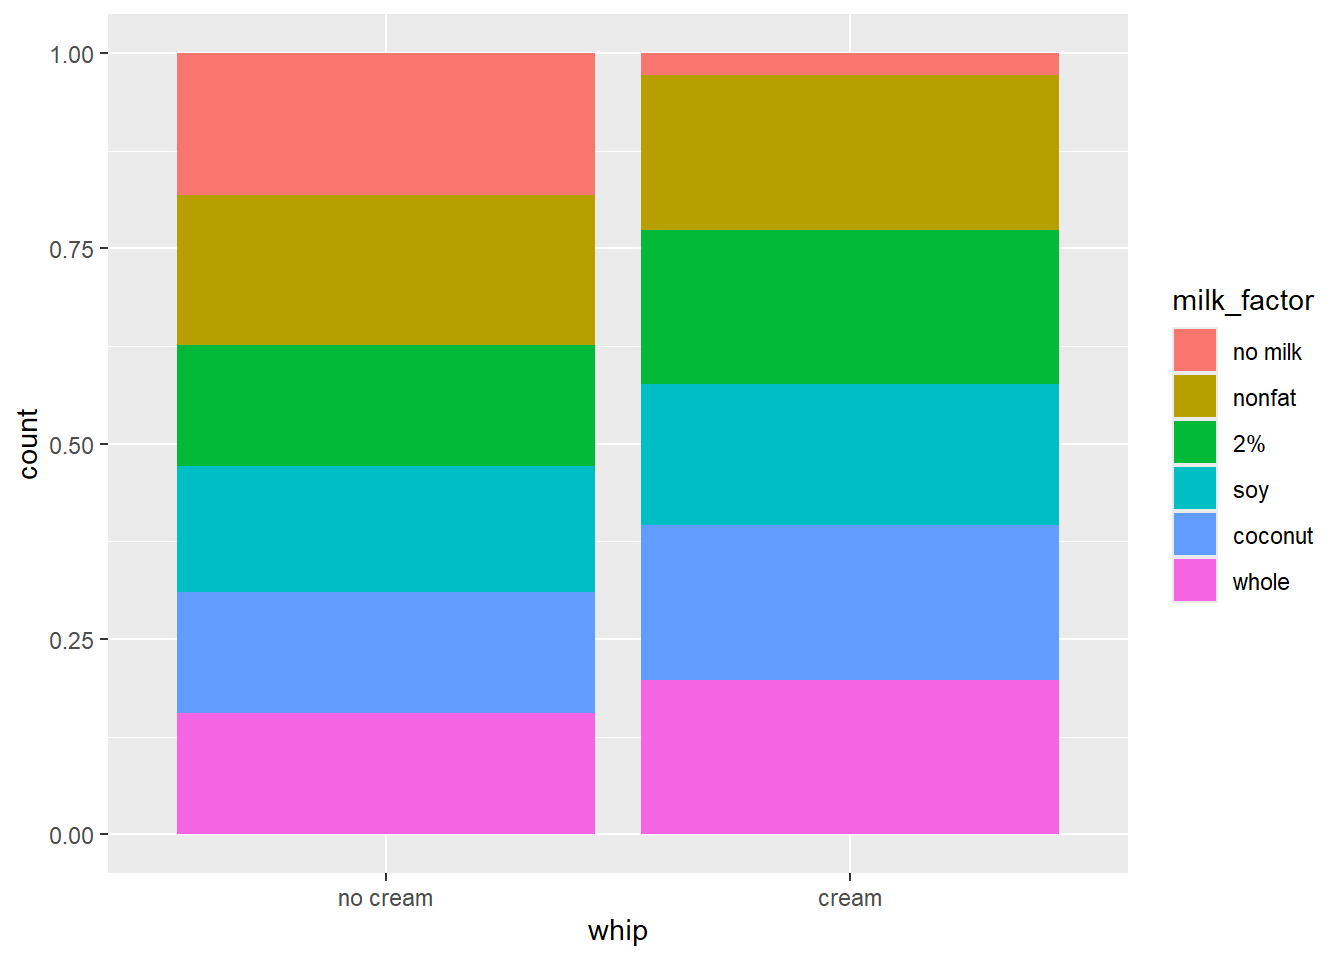 1.00
0.75
0.50
0.25
0.00
count
no cream
cream
whip
milk_factor
no milk
nonfat
2%
soy
coconut
whole